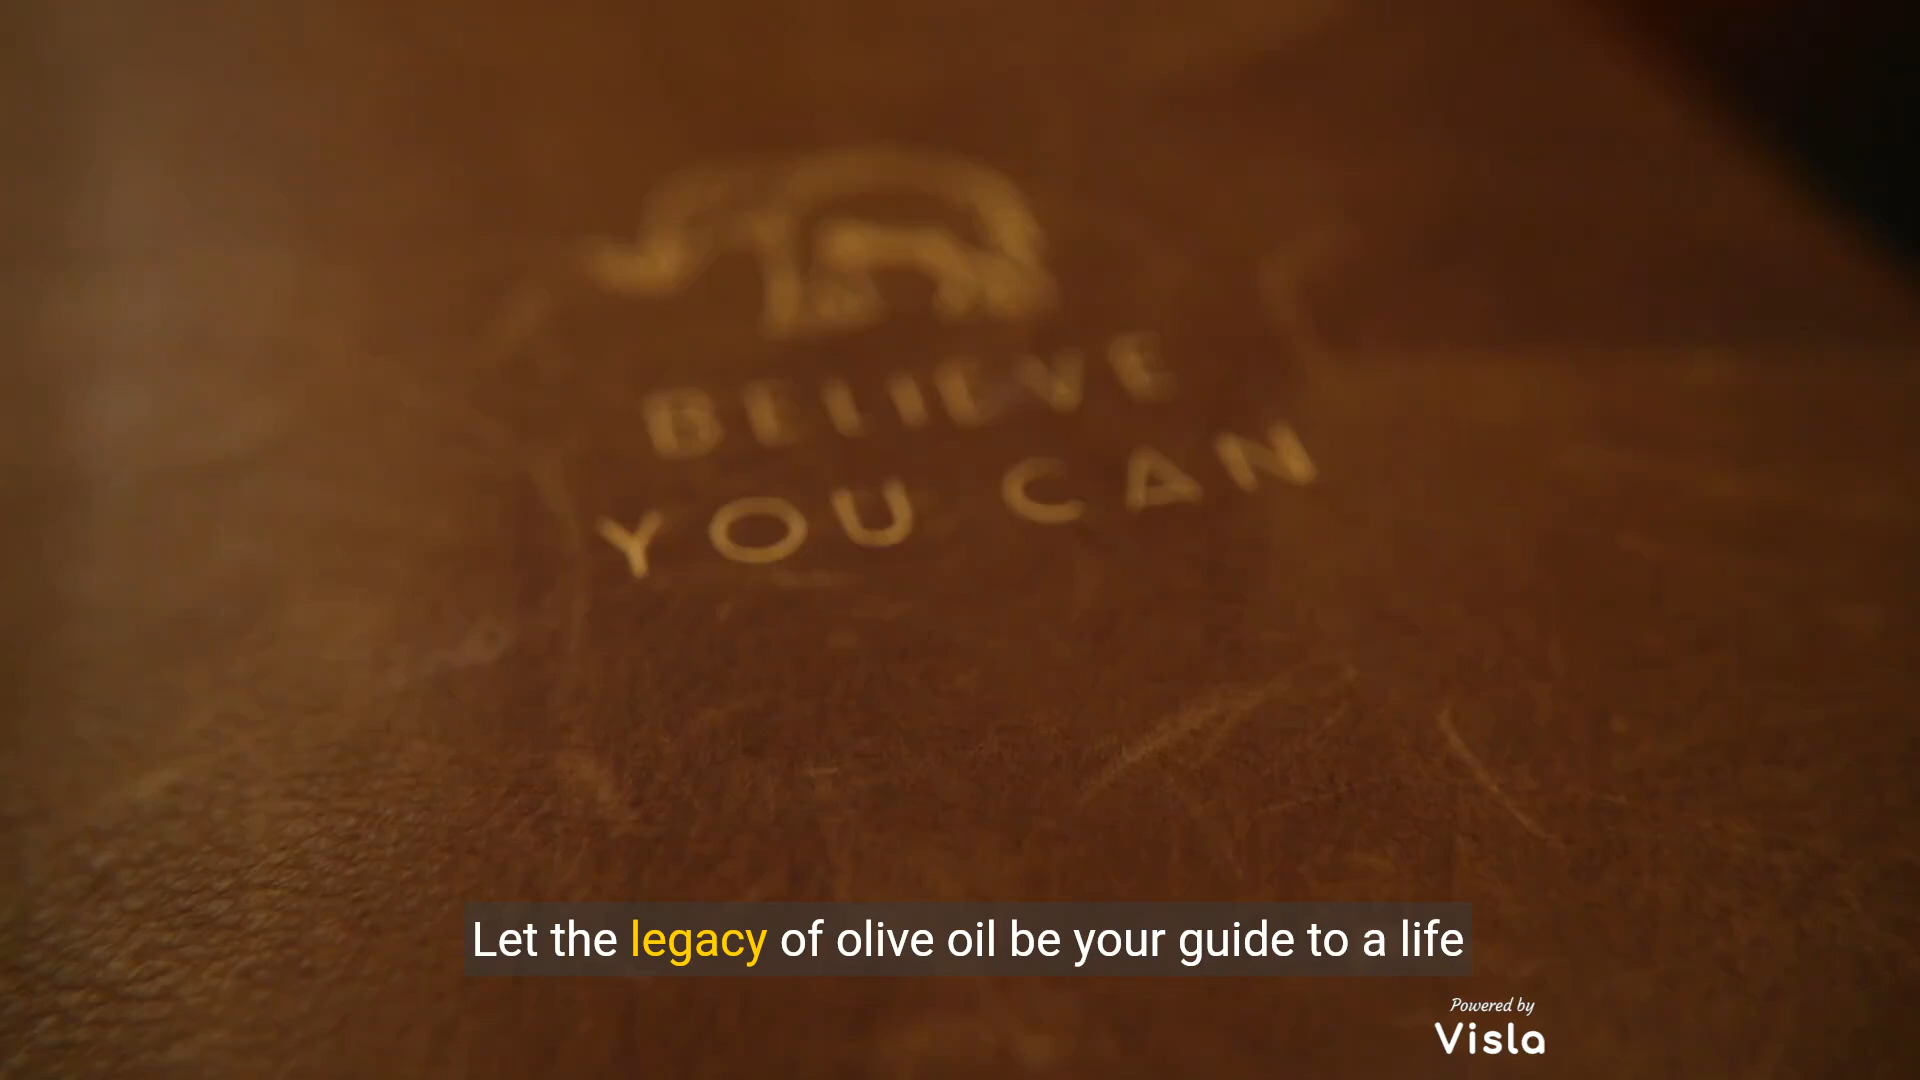 BELIEVE
YOU CAN
Let the legacy of olive oil be your guide to a life
Powered by
Visla